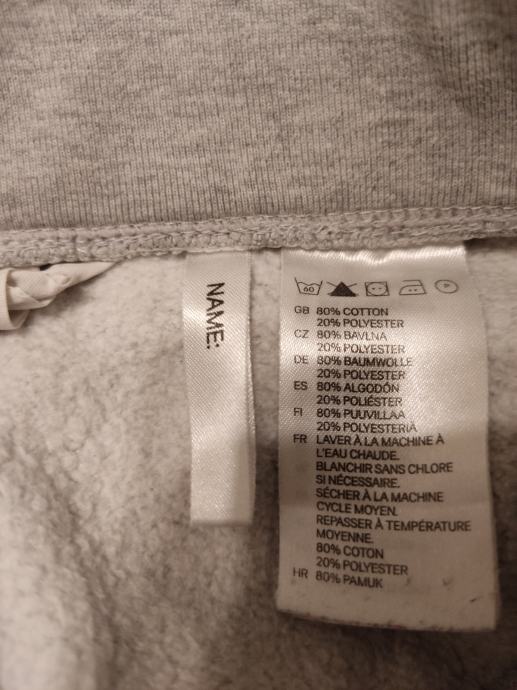 NAME:
60
P
GB 80% COTTON
20% POLYESTER
CZ 80% BAVLNA
20% POLYESTER
DE 80% BAUMWOLLE
20% POLYESTER
ES 80% ALGODÓN
20% POLIÉSTER
FI 80% PUUVILLAA
20% POLYESTERIÄ
FR LAVER À LA MACHINE À
L'EAU CHAUDE.
BLANCHIR SANS CHLORE
SI NÉCESSAIRE.
SÉCHER À LA MACHINE
CYCLE MOYEN.
REPASSER À TEMPÉRATURE
MOYENNE.
80% COTON
20% POLYESTER
HR 80% PAMUK